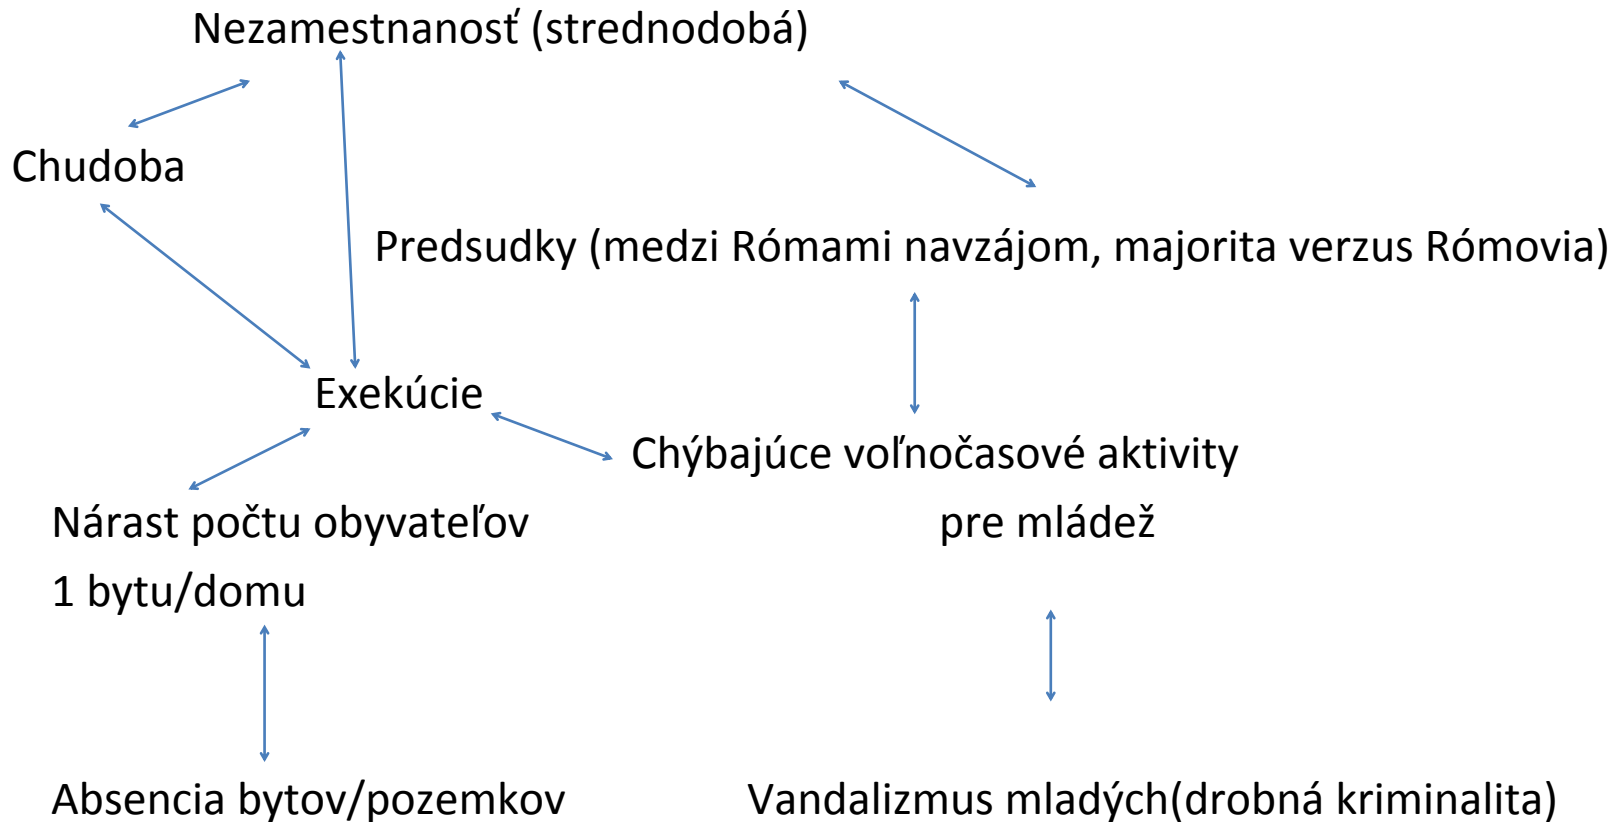 Nezamestnanosť (strednodobá)
Chudoba
Predsudky (medzi Rómami navzájom, majorita verzus Rómovia)
Exekúcie
Chýbajúce voľnočasové aktivity
pre mládež
Nárast počtu obyvateľov
1 bytu/domu
Absencia bytov/pozemkov
Vandalizmus mladých(drobná kriminalita)